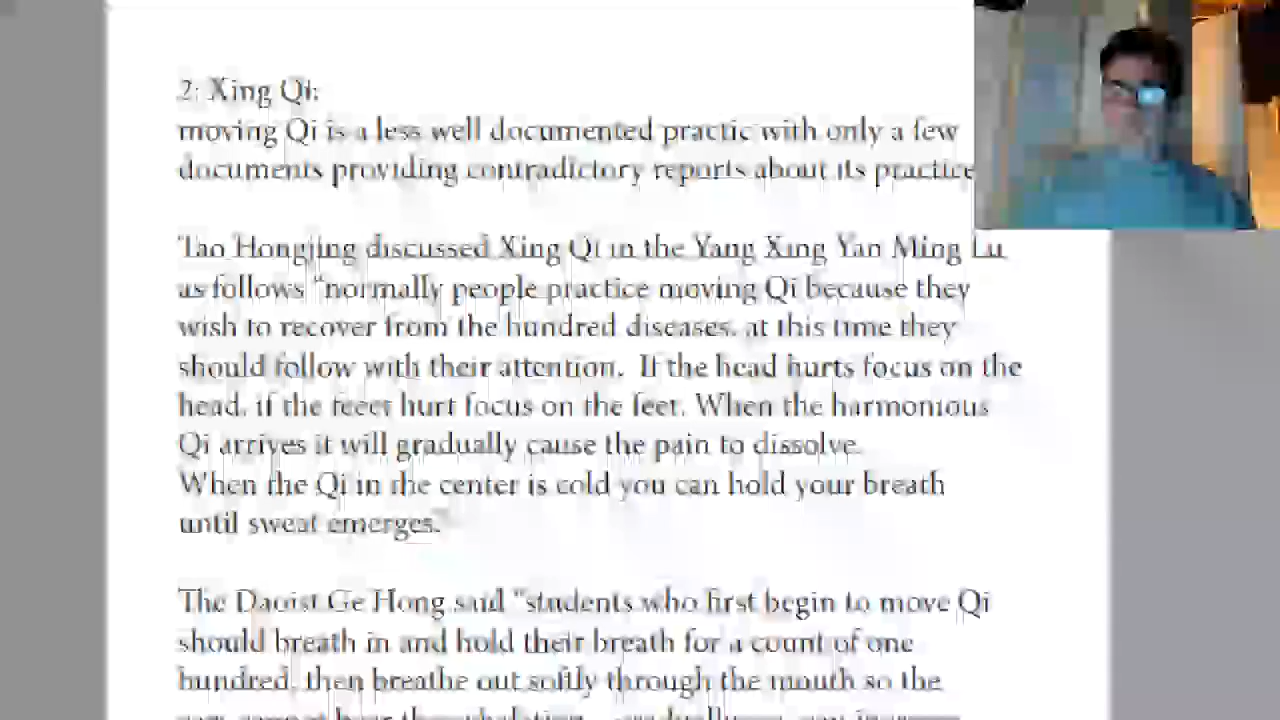 2: Xing Qi:
moving Qi is a less well documented practic with only a few
documents providing contradictory reports about its practice
Tao Hongjing discussed Xing Qi in the Yang Xing Yan Ming Lu
as follows "normally people practice moving Qi because they
wish to recover from the hundred diseases, at this time they
should follow with their attention. If the head hurts focus on the
head, if the feeet hurt focus on the feet. When the harmonious
Qi arrives it will gradually cause the pain to dissolve.
When the Qi in the center is cold you can hold your breath
until sweat emerges."
The Daoist Ge Hong said "students who first begin to move Qi
should breath in and hold their breath for a count of one
hundred, then breathe out softly through the mouth so the